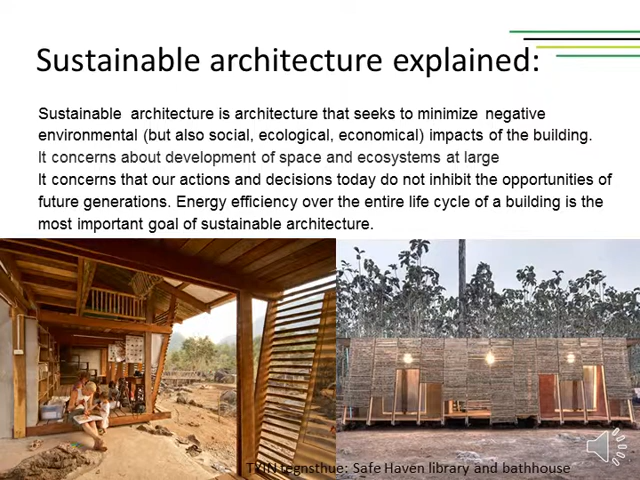 Sustainable architecture explained:
Sustainable architecture is architecture that seeks to minimize negative
environmental (but also social, ecological, economical) impacts of the building.
It concerns about development of space and ecosystems at large
It concerns that our actions and decisions today do not inhibit the opportunities of
future generations. Energy efficiency over the entire life cycle of a building is the
most important goal of sustainable architecture.
TYIN tegnsthue: Safe Haven library and bathhouse